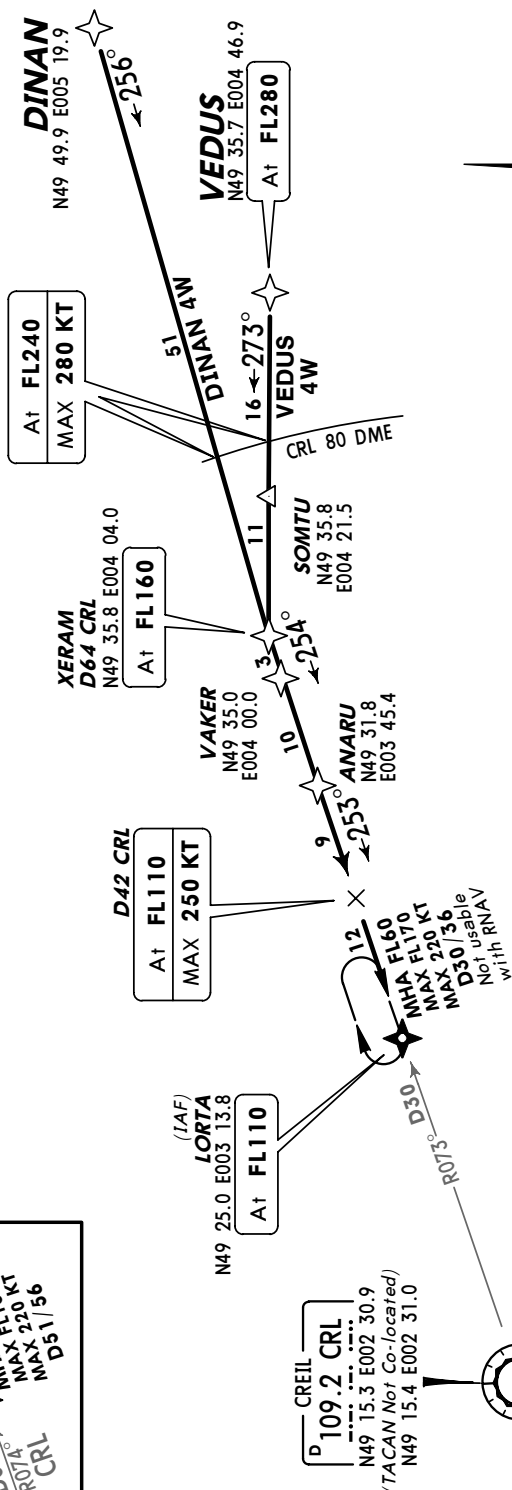 DINAN
N49 49.9 E005 19.9
256°
VEDUS
N49 35.7 E004 46.9
At FL280
At FL240
MAX 280 KT
51
DINAN 4W
16
273°
VEDUS
4W
CRL 80 DME
SOMTU
N49 35.8
E004 21.5
11
XERAM
D64 CRL
N49 35.8 E004 04.0
At FL160
254°
3
VAKER
N49 35.0
E004 00.0
10
ANARU
N49 31.8
E003 45.4
253°
9
D42 CRL
At FL110
MAX 250 KT
12
MHA FL60
MAX FL170
MAX 220 KT
D30/36
Not usable
with RNAV
(IAF)
LORTA
N49 25.0 E003 13.8
At FL110
R073° D30
CREIL
D 109.2 CRL
N49 15.3 E002 30.9
(TACAN Not Co-located)
N49 15.4 E002 31.0
MAX 220 KT
D51/56
R074°
CRL